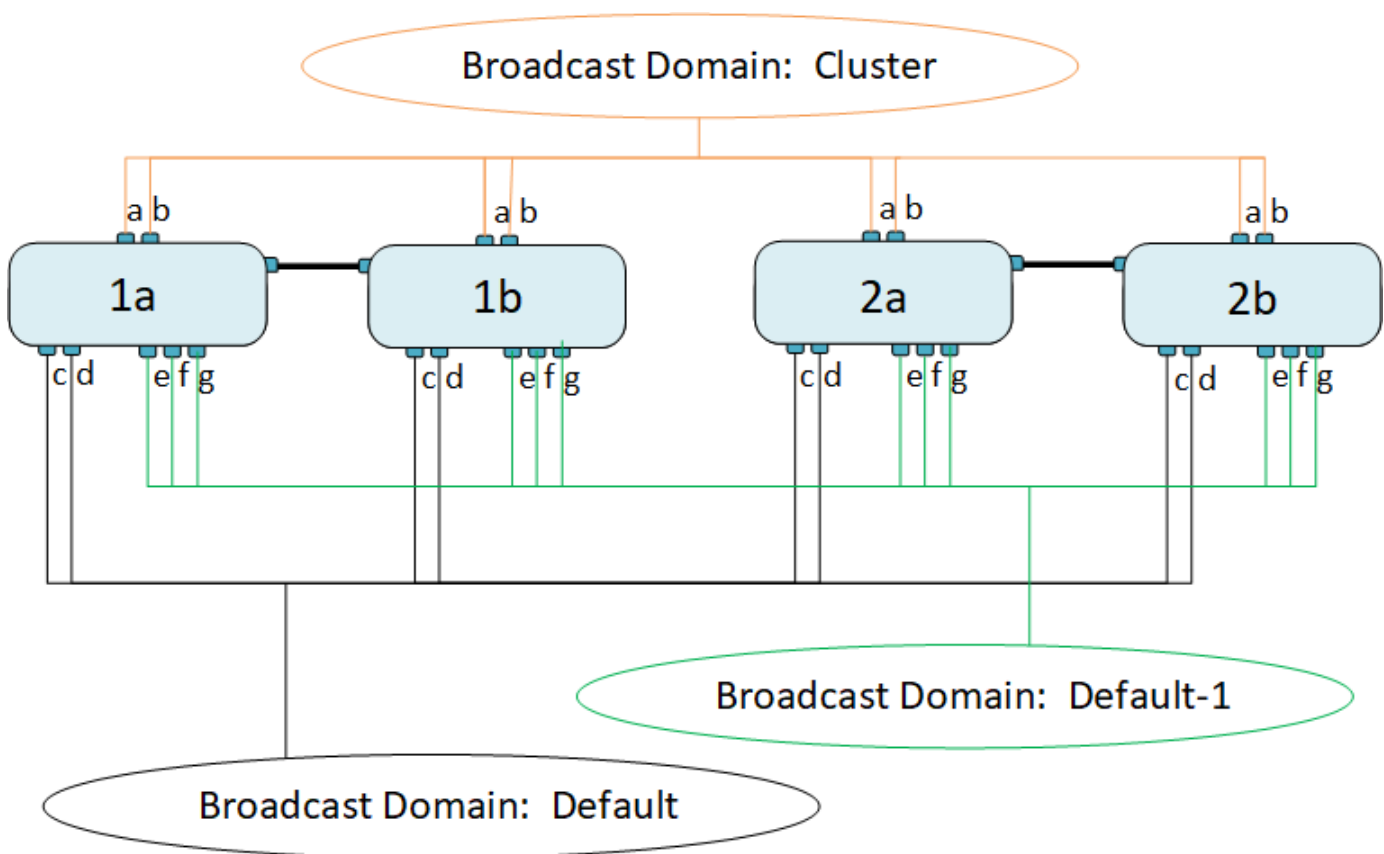 Broadcast Domain: Cluster
a b a b a b a b
1a 1b 2a 2b
c d e f g c d e f g c d e f g c d e f g
Broadcast Domain: Default-1
Broadcast Domain: Default